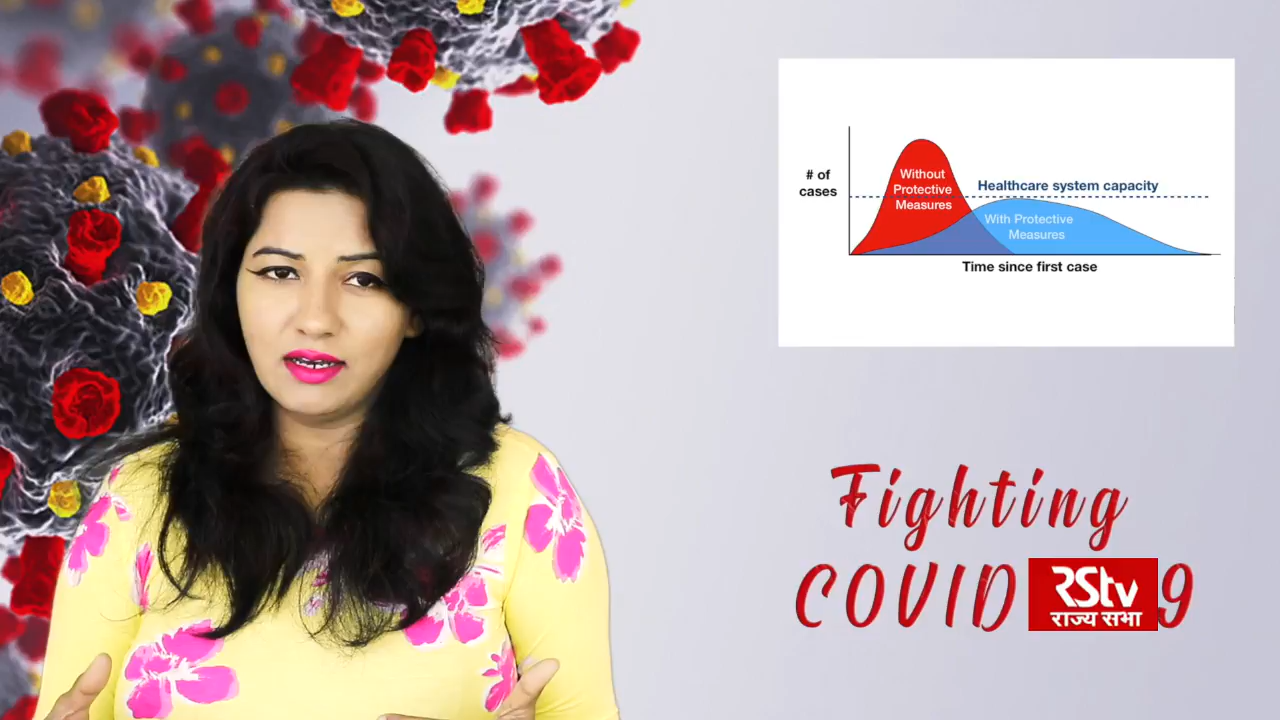 # of
cases
Without
Protective
Measures
Healthcare system capacity
With Protective
Measures
Time since first case
Fighting
COVID 9
RSTV
राज्य सभा